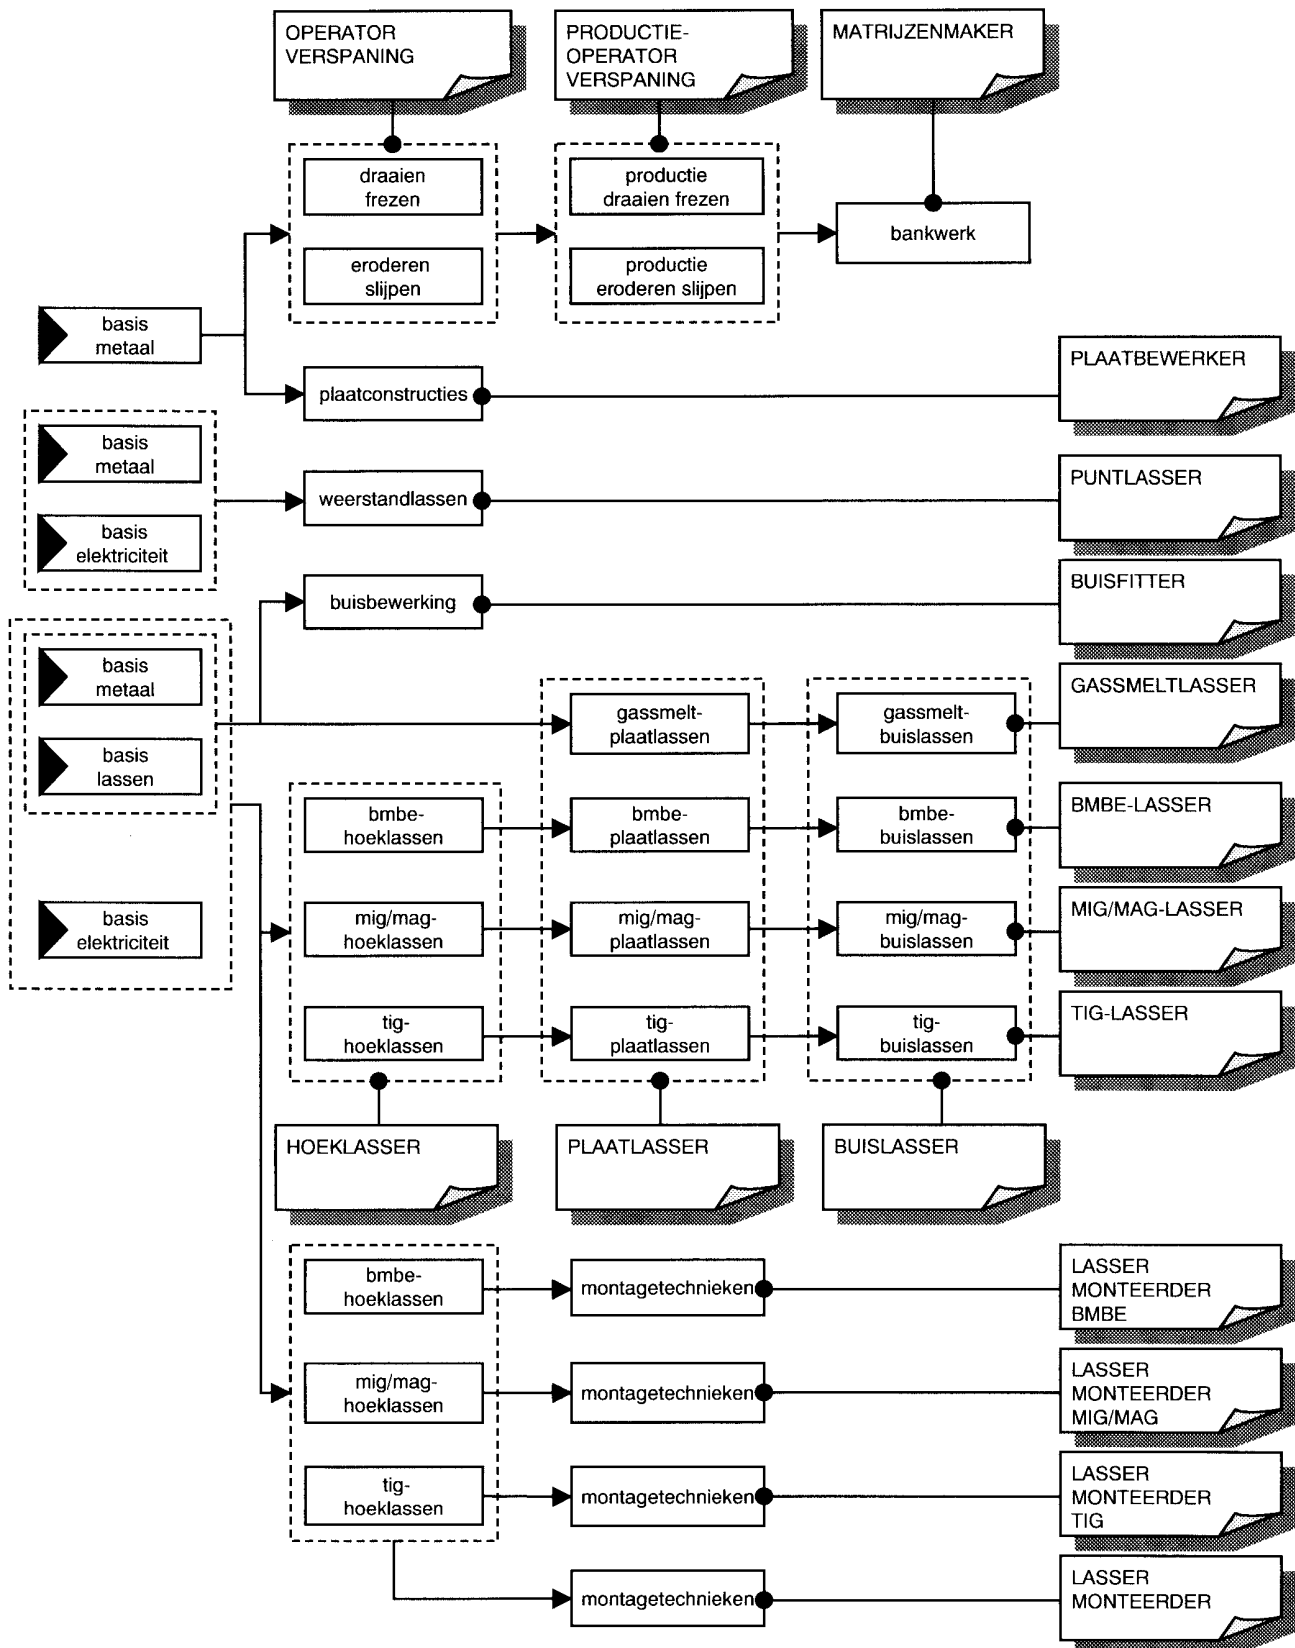 OPERATOR
VERSPANING
PRODUCTIE-
OPERATOR
VERSPANING
MATRIJZENMAKER
draaien
frezen
productie
draaien frezen
bankwerk
eroderen
slijpen
productie
eroderen slijpen
basis
metaal
PLAATBEWERKER
plaatconstructies
basis
metaal
PUNTLASSER
weerstandlassen
basis
elektriciteit
BUISFITTER
buisbewerking
basis
metaal
GASSMELTLASSER
gassmelt-
plaatlassen
gassmelt-
buislassen
basis
lassen
BMBE-LASSER
bmbe-
hoeklassen
bmbe-
plaatlassen
bmbe-
buislassen
basis
elektriciteit
mig/mag-
hoeklassen
mig/mag-
plaatlassen
mig/mag-
buislassen
MIG/MAG-LASSER
tig-
hoeklassen
tig-
plaatlassen
tig-
buislassen
TIG-LASSER
HOEKLASSER
PLAATLASSER
BUISLASSER
bmbe-
hoeklassen
montagetechnieken
LASSER
MONTEERDER
BMBE
mig/mag-
hoeklassen
montagetechnieken
LASSER
MONTEERDER
MIG/MAG
tig-
hoeklassen
montagetechnieken
LASSER
MONTEERDER
TIG
montagetechnieken
LASSER
MONTEERDER